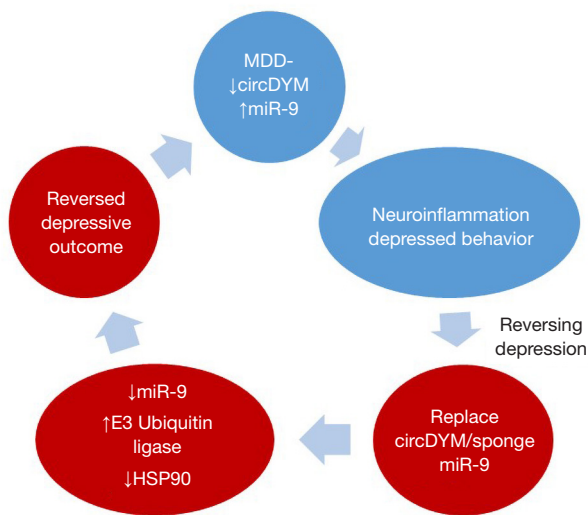 MDD-
↓circDYM
↑miR-9
Neuroinflammation
depressed behavior
Reversing
depression
Replace
circDYM/sponge
miR-9
↓miR-9
↑E3 Ubiquitin
ligase
↓HSP90
Reversed
depressive
outcome